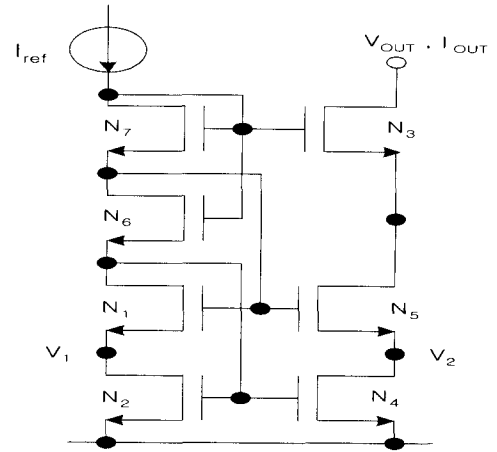 I_ref
V_OUT . I_OUT
N_7
N_3
N_6
N_1
N_5
V_1
V_2
N_2
N_4